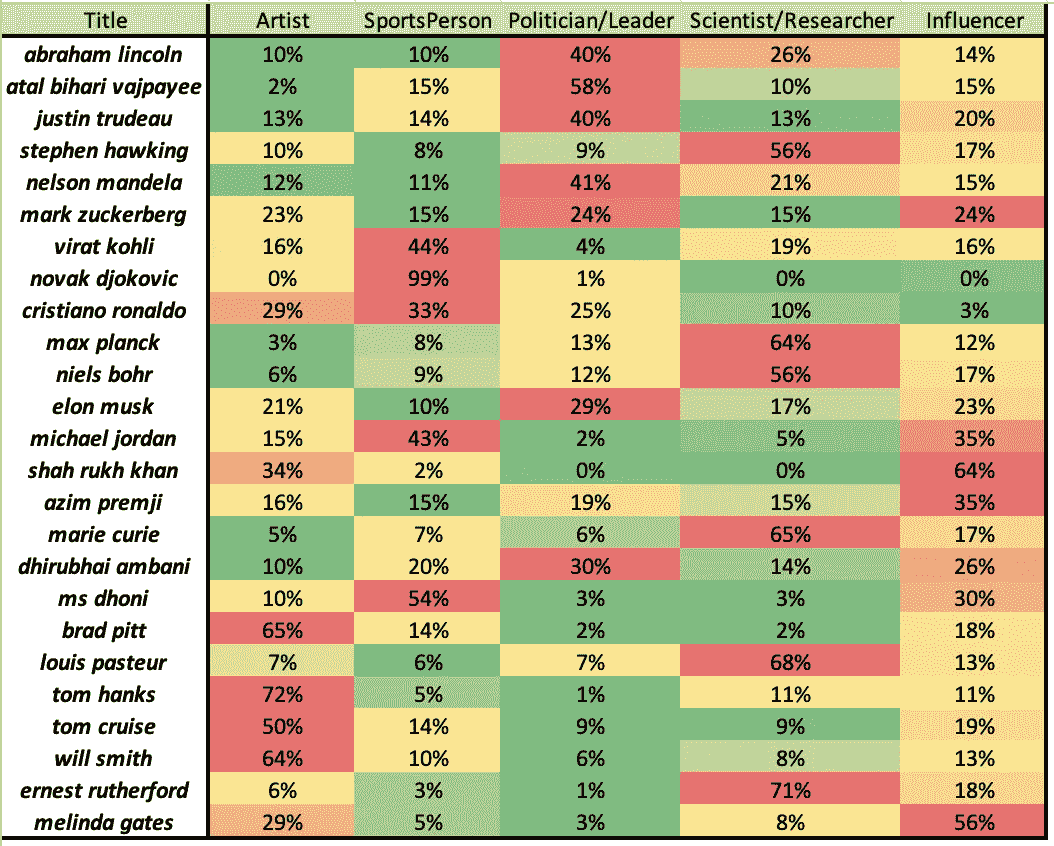 Title Artist SportsPerson Politician/Leader Scientist/Researcher Influencer
abraham lincoln 10% 10% 40% 26% 14%
atal bihari vajpayee 2% 15% 58% 10% 15%
justin trudeau 13% 14% 40% 13% 20%
stephen hawking 10% 8% 9% 56% 17%
nelson mandela 12% 11% 41% 21% 15%
mark zuckerberg 23% 15% 24% 15% 24%
virat kohli 16% 44% 4% 19% 16%
novak djokovic 0% 99% 1% 0% 0%
cristiano ronaldo 29% 33% 25% 10% 3%
max planck 3% 8% 13% 64% 12%
niels bohr 6% 9% 12% 56% 17%
elon musk 21% 10% 29% 17% 23%
michael jordan 15% 43% 2% 5% 35%
shah rukh khan 34% 2% 0% 0% 64%
azim premji 16% 15% 19% 15% 35%
marie curie 5% 7% 6% 65% 17%
dhirubhai ambani 10% 20% 30% 14% 26%
ms dhoni 10% 54% 3% 3% 30%
brad pitt 65% 14% 2% 2% 18%
louis pasteur 7% 6% 7% 68% 13%
tom hanks 72% 5% 1% 11% 11%
tom cruise 50% 14% 9% 9% 19%
will smith 64% 10% 6% 8% 13%
ernest rutherford 6% 3% 1% 71% 18%
melinda gates 29% 5% 3% 8% 56%